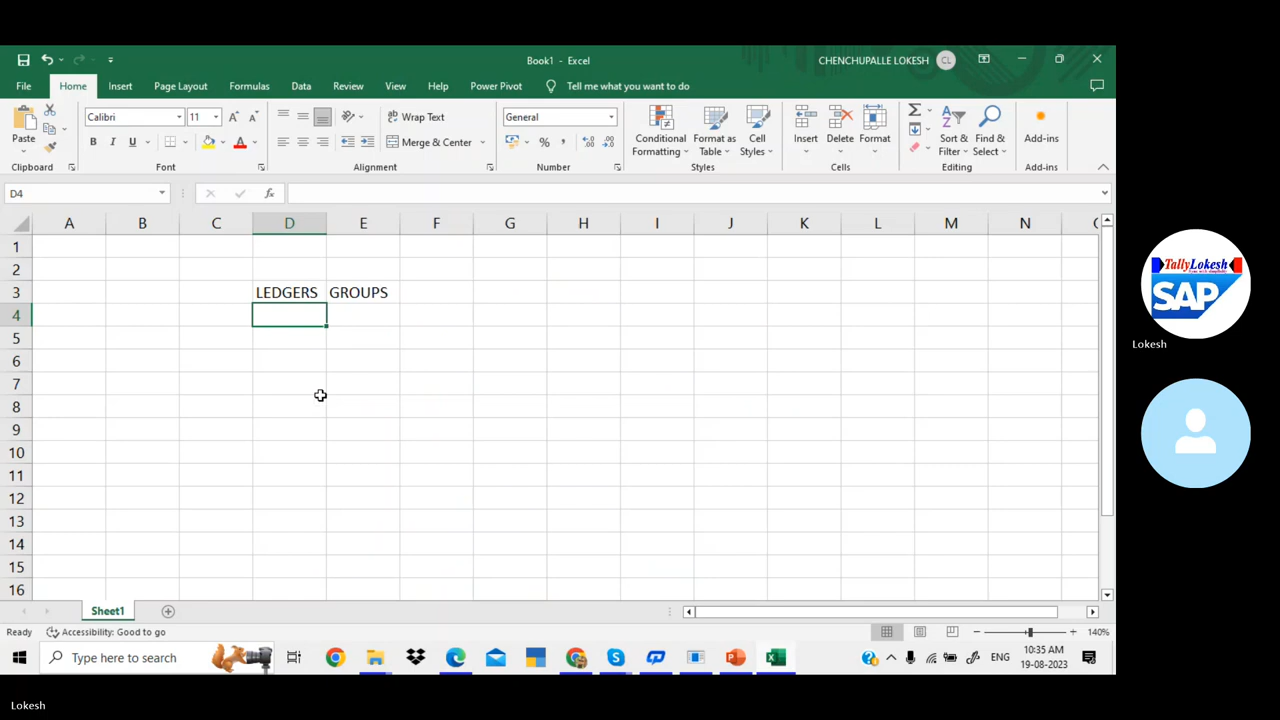 Book1 - Excel
CHENCHUPALLE LOKESH CL
File Home Insert Page Layout Formulas Data Review View Help Power Pivot Tell me what you want to do
Paste
Calibri 11
B I U
Wrap Text
Merge & Center
General
Conditional Formatting
Format as Table
Cell Styles
Insert
Delete
Format
Sort & Filter
Find & Select
Add-ins
Clipboard Font Alignment Number Styles Cells Editing Add-ins
D4 fx
A B C D E F G H I J K L M N
1
2
3 LEDGERS GROUPS
4
5
6
7
8
9
10
11
12
13
14
15
16
Sheet1
Ready Accessibility: Good to go 140%
Type here to search
ENG
10:35 AM
19-08-2023
TallyLokesh
SAP
Lokesh
Lokesh